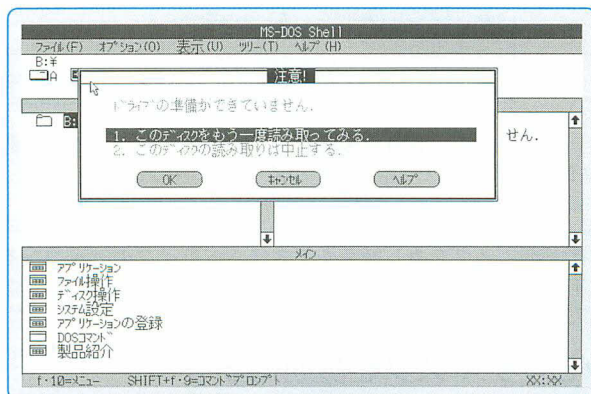 MS-DOS Shell
ファイル(F) オプション(O) 表示(U) ツリー(T) ヘルプ(H)
B:¥
A
注意!
ドライブの準備ができていません.
B:
1. このディスクをもう一度読み取ってみる.
せん.
2. このディスクの読み取りは中止する.
OK キャンセル ヘルプ
メイン
アプリケーション
ファイル操作
ディスク操作
システム設定
アプリケーションの登録
DOSコマンド
製品紹介
f・10=メニュー SHIFT+f・9=コマンドプロンプト XX:XX